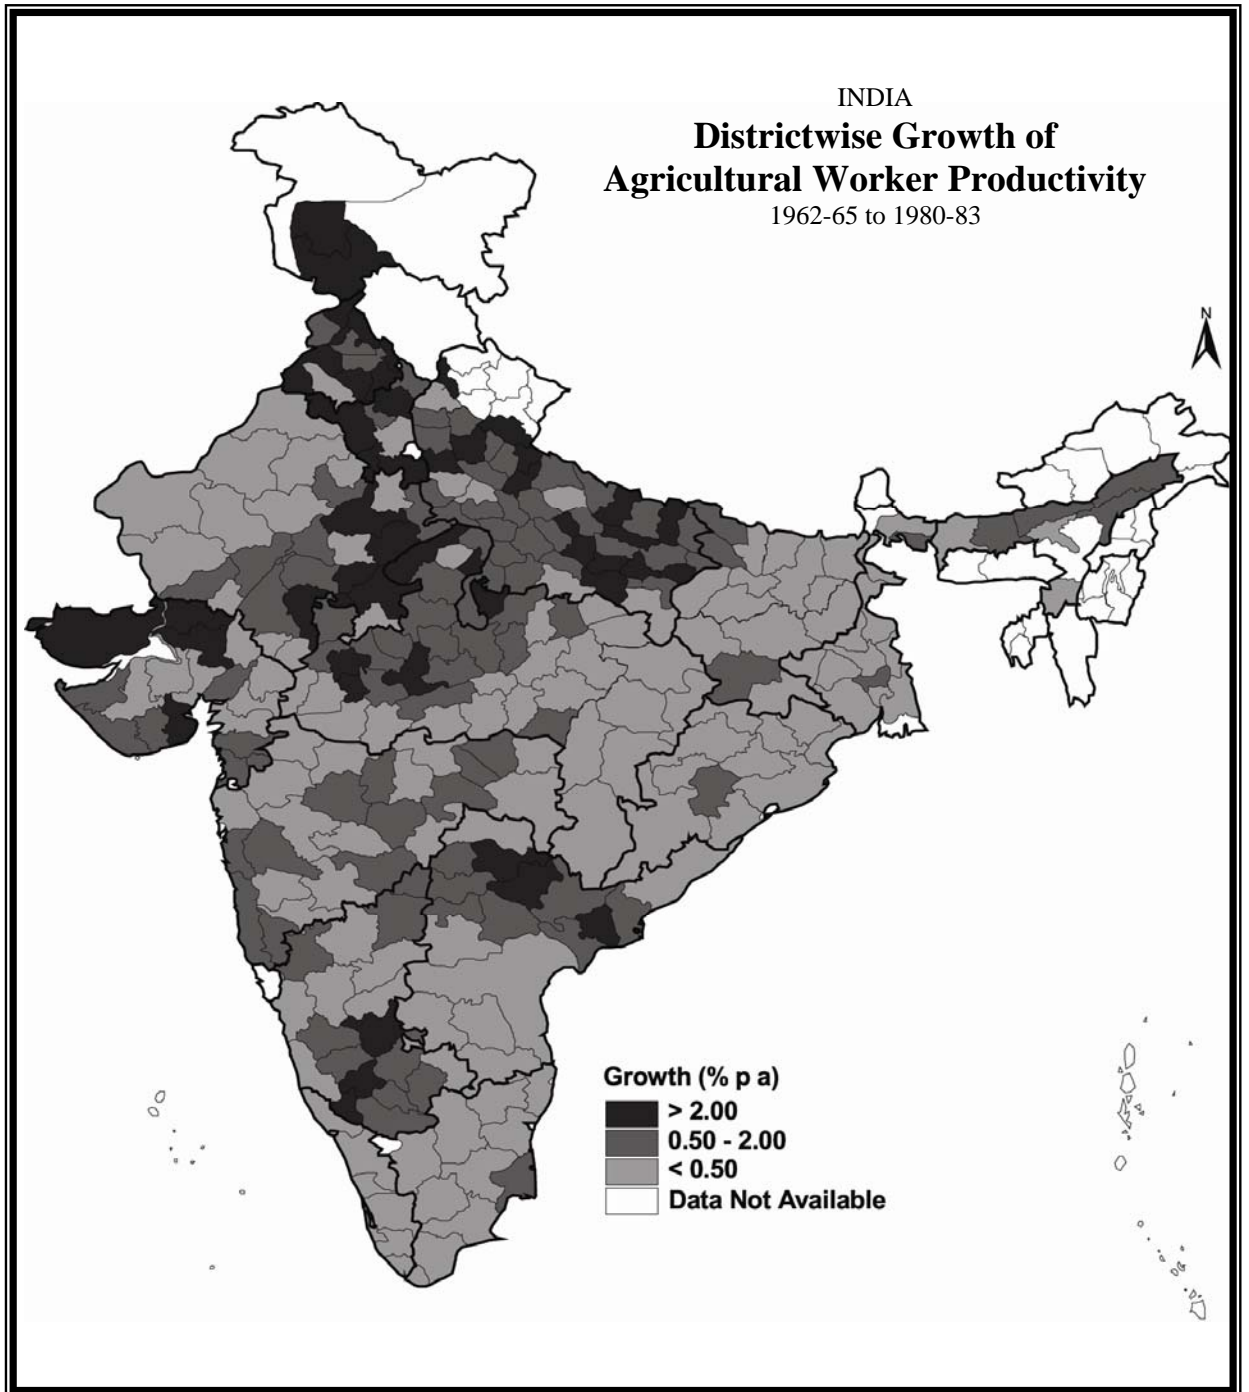 INDIA
Districtwise Growth of
Agricultural Worker Productivity
1962-65 to 1980-83
N
Growth (% p a)
> 2.00
0.50 - 2.00
< 0.50
Data Not Available